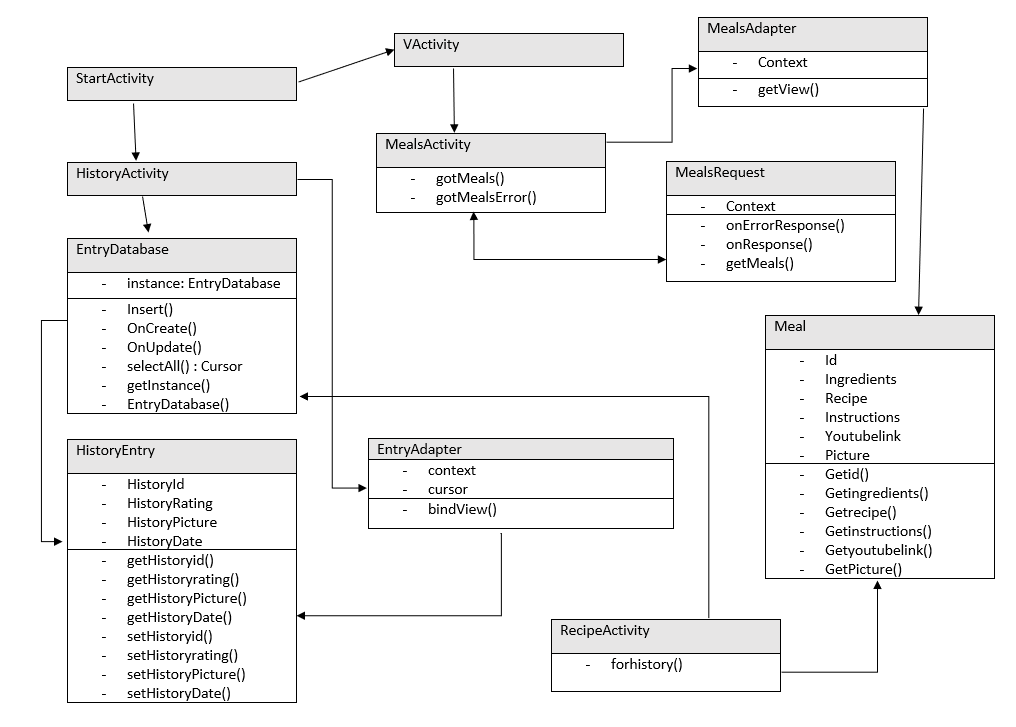 MealsAdapter
- Context
- getView()
VActivity
StartActivity
MealsActivity
- gotMeals()
- gotMealsError()
HistoryActivity
MealsRequest
- Context
- onErrorResponse()
- onResponse()
- getMeals()
EntryDatabase
- instance: EntryDatabase
- Insert()
- OnCreate()
- OnUpdate()
- selectAll() : Cursor
- getInstance()
- EntryDatabase()
Meal
- Id
- Ingredients
- Recipe
- Instructions
- Youtubelink
- Picture
- Getid()
- Getingredients()
- Getrecipe()
- Getinstructions()
- Getyoutubelink()
- GetPicture()
HistoryEntry
- HistoryId
- HistoryRating
- HistoryPicture
- HistoryDate
- getHistoryid()
- getHistoryrating()
- getHistoryPicture()
- getHistoryDate()
- setHistoryid()
- setHistoryrating()
- setHistoryPicture()
- setHistoryDate()
EntryAdapter
- context
- cursor
- bindView()
RecipeActivity
- forhistory()